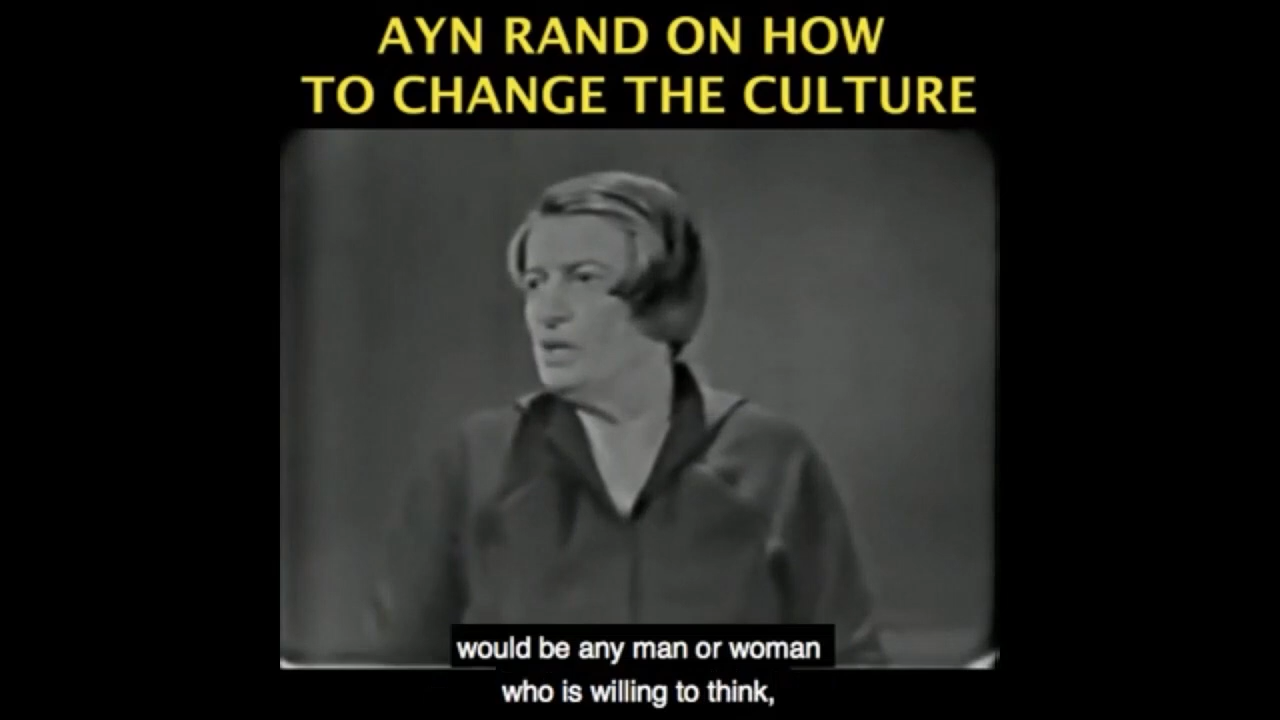 AYN RAND ON HOW
TO CHANGE THE CULTURE
would be any man or woman
who is willing to think,